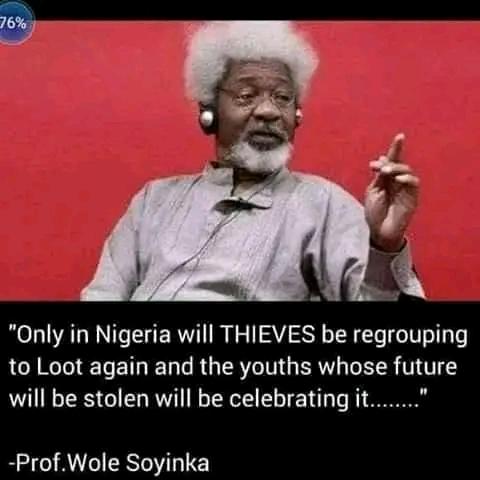 76%
"Only in Nigeria will THIEVES be regrouping
to Loot again and the youths whose future
will be stolen will be celebrating it........"
-Prof.Wole Soyinka